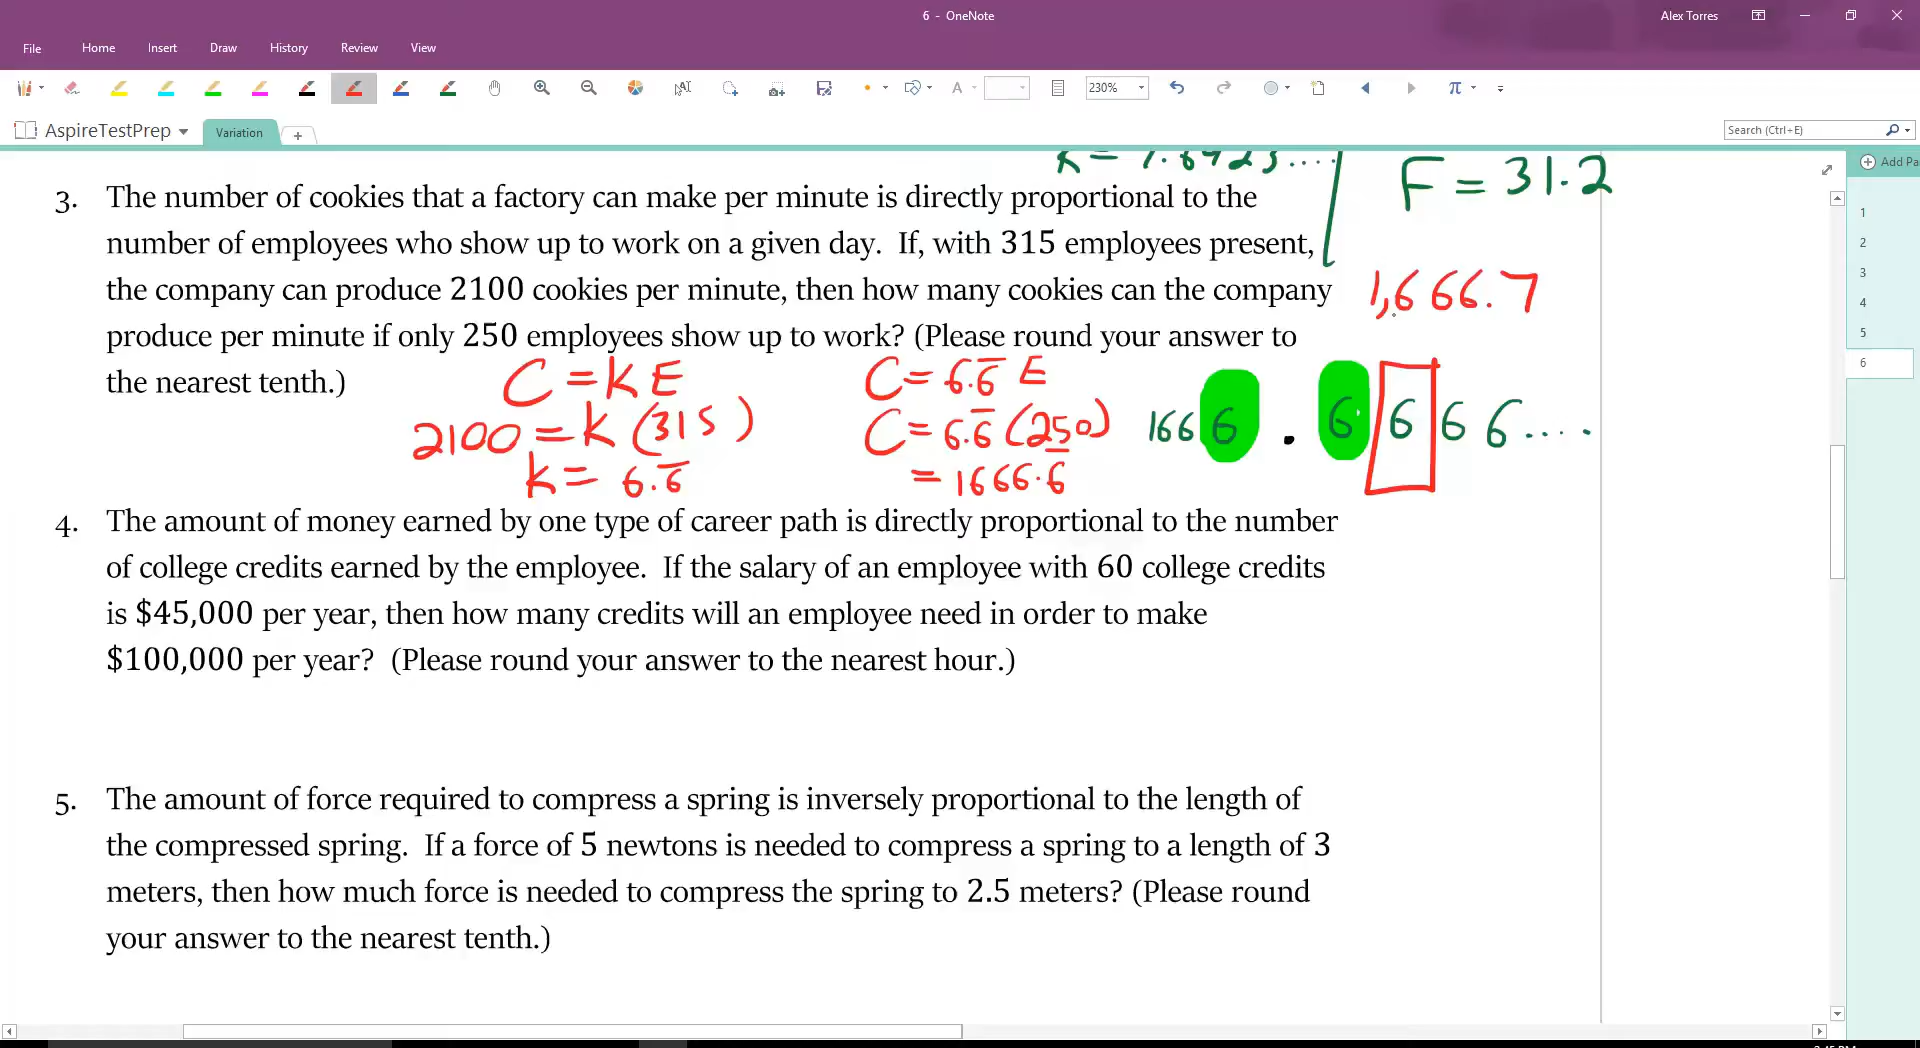 6 - OneNote
Alex Torres
File Home Insert Draw History Review View
230%
AspireTestPrep
Variation
Search (Ctrl+E)
Add Pa
1
2
3
4
5
6
F = 31.2
3. The number of cookies that a factory can make per minute is directly proportional to the
number of employees who show up to work on a given day. If, with 315 employees present,
the company can produce 2100 cookies per minute, then how many cookies can the company
produce per minute if only 250 employees show up to work? (Please round your answer to
the nearest tenth.)
1,666.7
C = k E
2100 = k (315)
k = 6.6̅
C = 6.6̅ E
C = 6.6̅ (250)
= 1666.6̅
1666.6666....
4. The amount of money earned by one type of career path is directly proportional to the number
of college credits earned by the employee. If the salary of an employee with 60 college credits
is $45,000 per year, then how many credits will an employee need in order to make
$100,000 per year? (Please round your answer to the nearest hour.)
5. The amount of force required to compress a spring is inversely proportional to the length of
the compressed spring. If a force of 5 newtons is needed to compress a spring to a length of 3
meters, then how much force is needed to compress the spring to 2.5 meters? (Please round
your answer to the nearest tenth.)